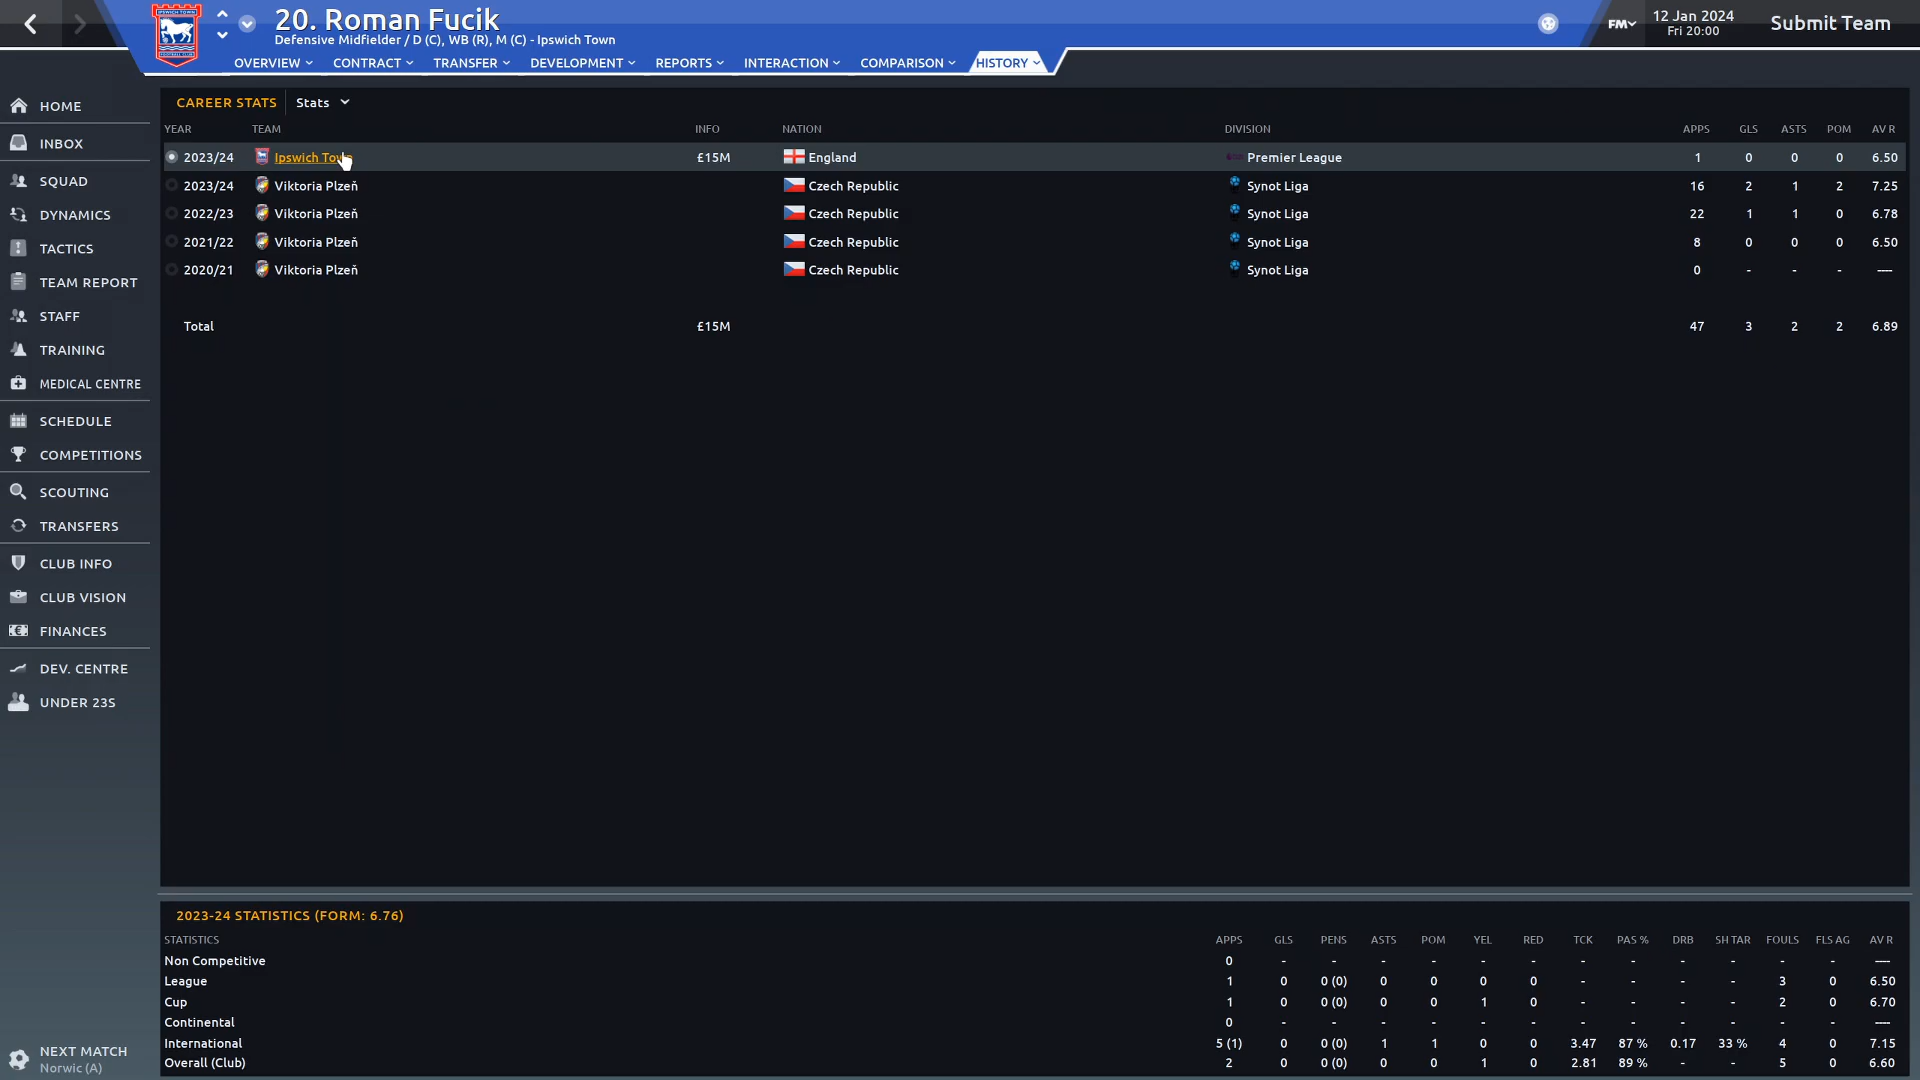 20. Roman Fucik
Defensive Midfielder / D (C), WB (R), M (C) - Ipswich Town
FM
12 Jan 2024
Fri 20:00
Submit Team
OVERVIEW CONTRACT TRANSFER DEVELOPMENT REPORTS INTERACTION COMPARISON HISTORY
HOME
INBOX
SQUAD
DYNAMICS
TACTICS
TEAM REPORT
STAFF
TRAINING
MEDICAL CENTRE
SCHEDULE
COMPETITIONS
SCOUTING
TRANSFERS
CLUB INFO
CLUB VISION
FINANCES
DEV. CENTRE
UNDER 23S
NEXT MATCH
Norwic (A)
CAREER STATS Stats
YEAR TEAM INFO NATION DIVISION APPS GLS ASTS POM AV R
2023/24 Ipswich Town £15M England Premier League 1 0 0 0 6.50
2023/24 Viktoria Plzeň Czech Republic Synot Liga 16 2 1 2 7.25
2022/23 Viktoria Plzeň Czech Republic Synot Liga 22 1 1 0 6.78
2021/22 Viktoria Plzeň Czech Republic Synot Liga 8 0 0 0 6.50
2020/21 Viktoria Plzeň Czech Republic Synot Liga 0 - - - ----
Total £15M 47 3 2 2 6.89
2023-24 STATISTICS (FORM: 6.76)
STATISTICS APPS GLS PENS ASTS POM YEL RED TCK PAS % DRB SH TAR FOULS FLS AG AV R
Non Competitive 0 - - - - - - - - - - - - ----
League 1 0 0 (0) 0 0 0 0 - - - - 3 0 6.50
Cup 1 0 0 (0) 0 0 1 0 - - - - 2 0 6.70
Continental 0 - - - - - - - - - - - - ----
International 5 (1) 0 0 (0) 1 1 0 0 3.47 87 % 0.17 33 % 4 0 7.15
Overall (Club) 2 0 0 (0) 0 0 1 0 2.81 89 % - - 5 0 6.60